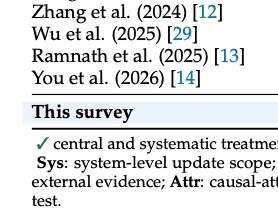 Zhang et al. (2024) [12]
Wu et al. (2025) [29]
Ramnath et al. (2025) [13]
You et al. (2026) [14]
This survey
✓ central and systematic treatme
Sys: system-level update scope;
external evidence; Attr: causal-att
test.